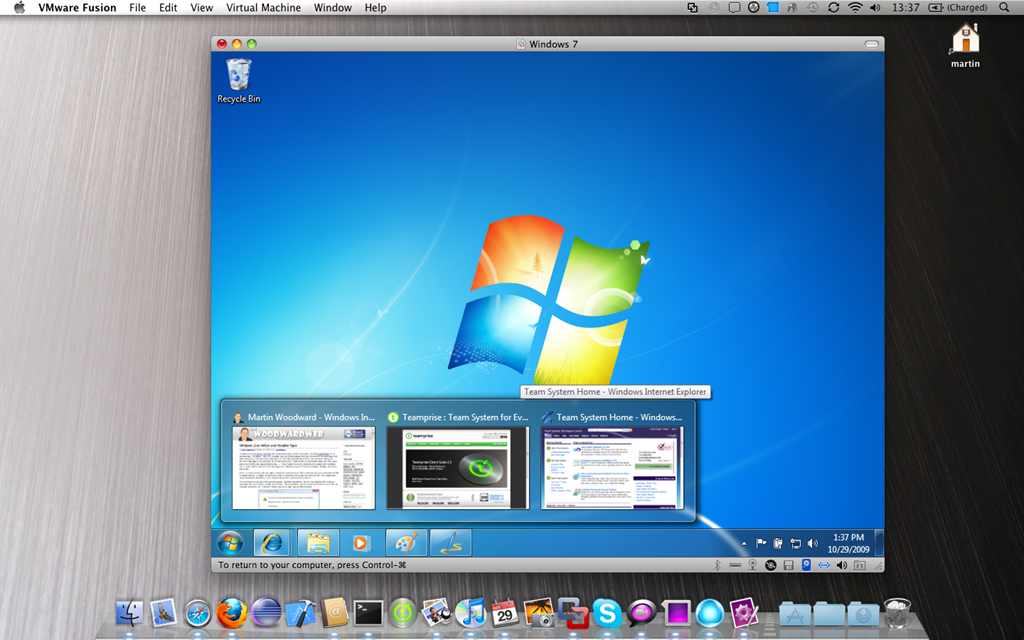 VMware Fusion File Edit View Virtual Machine Window Help 13:37 (Charged)
martin
Windows 7
Recycle Bin
Team System Home - Windows Internet Explorer
Martin Woodward - Windows In... Teamprise : Team System for Ev... Team System Home - Windows...
WOODWARDWEB
teamprise
1:37 PM
10/29/2009
To return to your computer, press Control-⌘
29